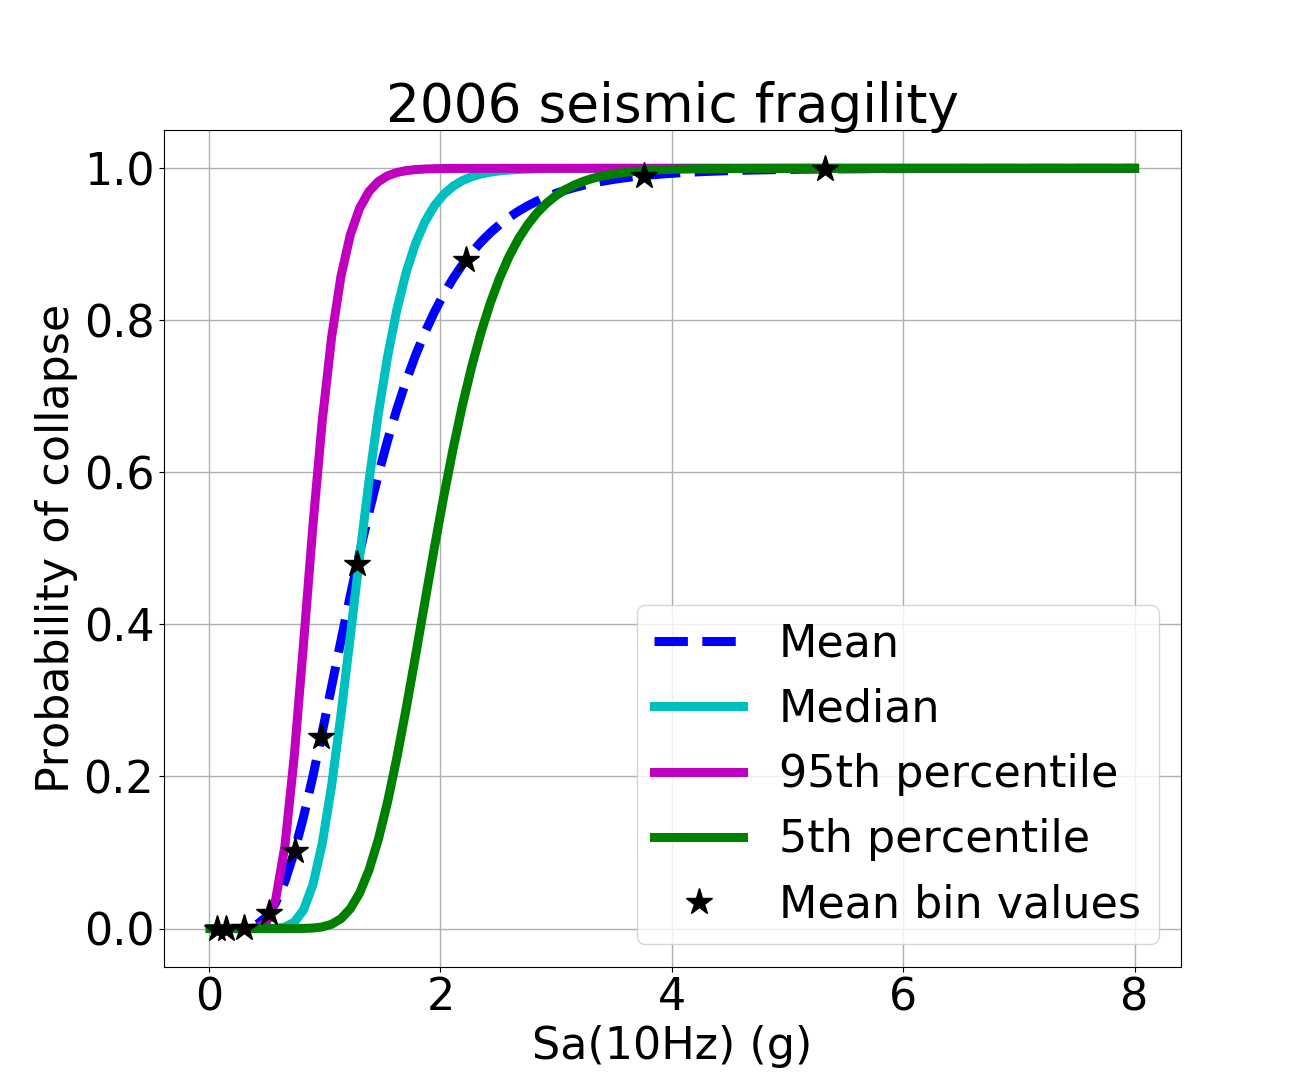 2006 seismic fragility
1.0
0.8
0.6
0.4
0.2
0.0
Probability of collapse
Mean
Median
95th percentile
5th percentile
Mean bin values
0 2 4 6 8
Sa(10Hz) (g)